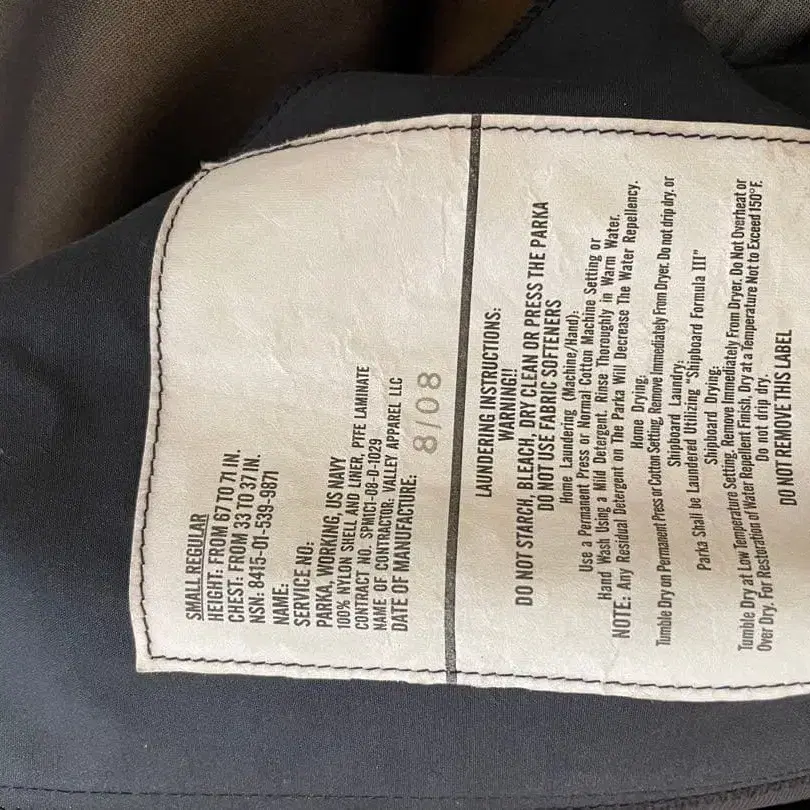 SMALL REGULAR
HEIGHT: FROM 67 TO 71 IN.
CHEST: FROM 33 TO 37 IN.
NSN: 8415-01-539-9871
NAME:
SERVICE NO:
PARKA, WORKING, US NAVY
100% NYLON SHELL AND LINER, PTFE LAMINATE
CONTRACT NO. SPM1C1-08-D-1029
NAME OF CONTRACTOR: VALLEY APPAREL LLC
DATE OF MANUFACTURE: 8/08
LAUNDERING INSTRUCTIONS:
WARNING!!
DO NOT STARCH, BLEACH, DRY CLEAN OR PRESS THE PARKA
DO NOT USE FABRIC SOFTENERS
Home Laundering (Machine/Hand):
Use a Permanent Press or Normal Cotton Machine Setting or
Hand Wash Using a Mild Detergent. Rinse Thoroughly in Warm Water.
NOTE: Any Residual Detergent on The Parka Will Decrease The Water Repellency.
Home Drying:
Tumble Dry on Permanent Press or Cotton Setting, Remove Immediately From Dryer. Do not drip dry. or
Shipboard Laundry:
Parka Shall be Laundered Utilizing "Shipboard Formula III"
Shipboard Drying:
Tumble Dry at Low Temperature Setting, Remove Immediately From Dryer. Do Not Overheat or
Over Dry. For Restoration of Water Repellent Finish, Dry at a Temperature Not to Exceed 150°F.
Do not drip dry.
DO NOT REMOVE THIS LABEL